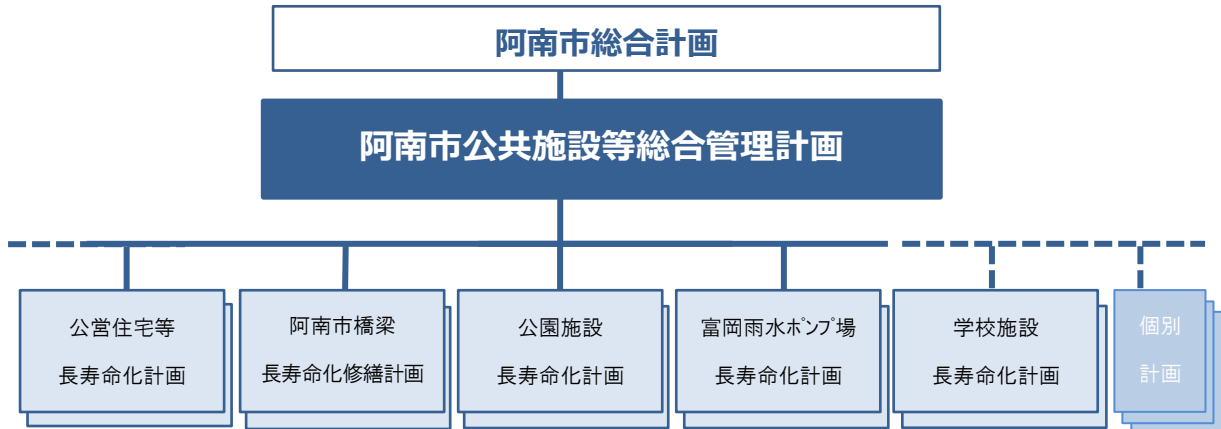 阿南市総合計画
阿南市公共施設等総合管理計画
公営住宅等
長寿命化計画
阿南市橋梁
長寿命化修繕計画
公園施設
長寿命化計画
富岡雨水ﾎﾟﾝﾌﾟ場
長寿命化計画
学校施設
長寿命化計画
個別
計画